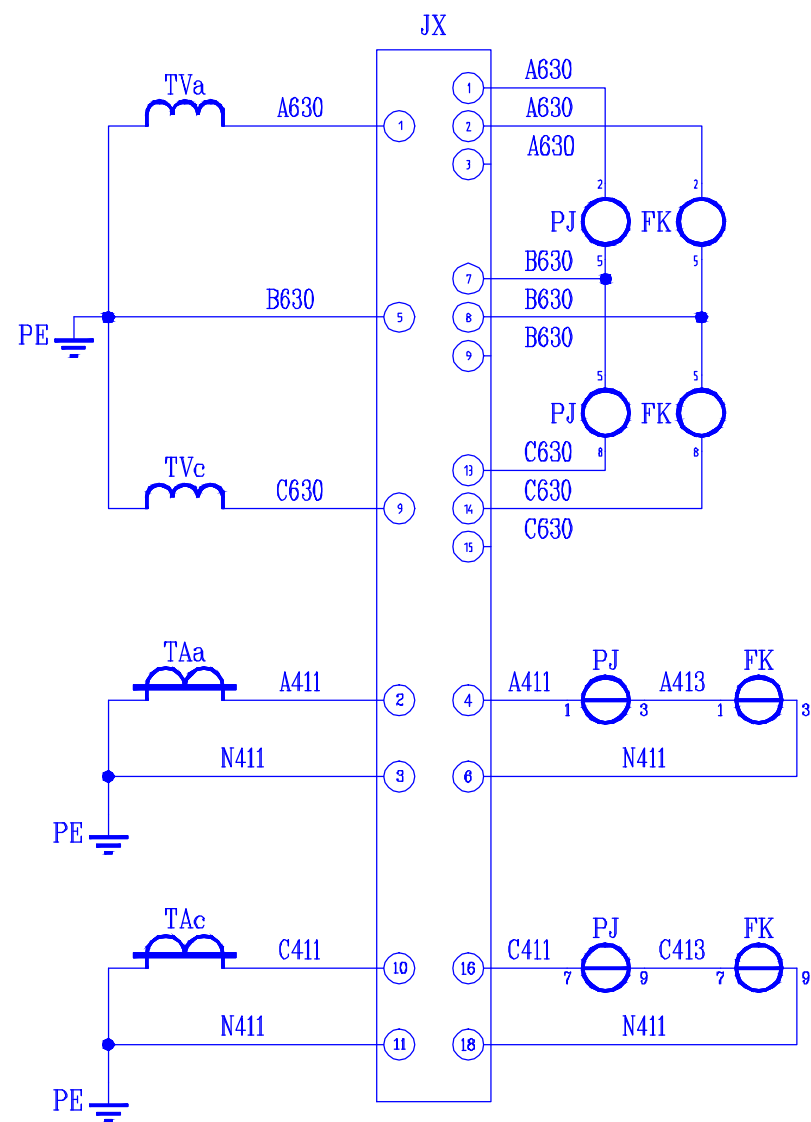 JX
TVa A630 1 1 A630
2 A630
3 A630
2 2
PJ FK
5 5
7 B630
PE B630 5 8 B630
9 B630
5 5
PJ FK
8 8
13 C630
TVc C630 9 14 C630
15 C630
TAa A411 2 4 A411 1 PJ 3 A413 1 FK 3
N411 3 6 N411
PE
TAc C411 10 16 C411 7 PJ 9 C413 7 FK 9
N411 11 18 N411
PE